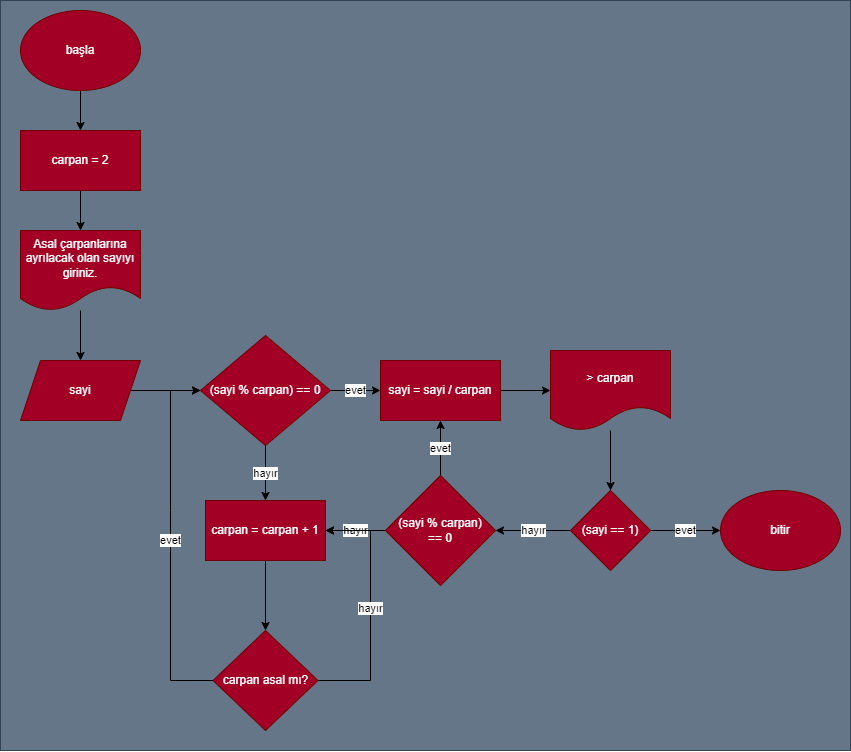 başla
carpan = 2
Asal çarpanlarına
ayrılacak olan sayıyı
giriniz.
sayi
(sayi % carpan) == 0
evet
sayi = sayi / carpan
> carpan
evet
hayır
carpan = carpan + 1
hayır
(sayi % carpan)
== 0
hayır
(sayi == 1)
evet
bitir
evet
hayır
carpan asal mı?